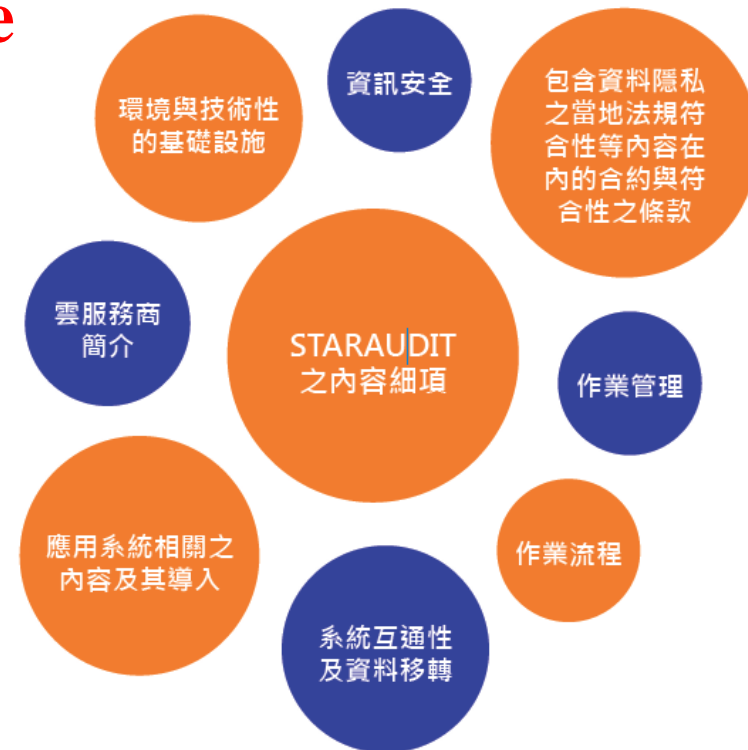 e
資訊安全
環境與技術性
的基礎設施
包含資料隱私
之當地法規符
合性等內容在
內的合約與符
合性之條款
雲服務商
簡介
STARAUDIT
之內容細項
作業管理
應用系統相關之
內容及其導入
作業流程
系統互通性
及資料移轉